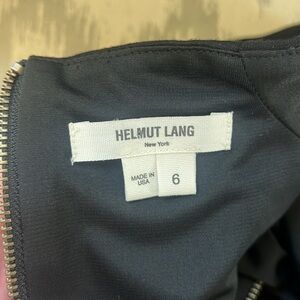 HELMUT LANG
New York
MADE IN
USA
6